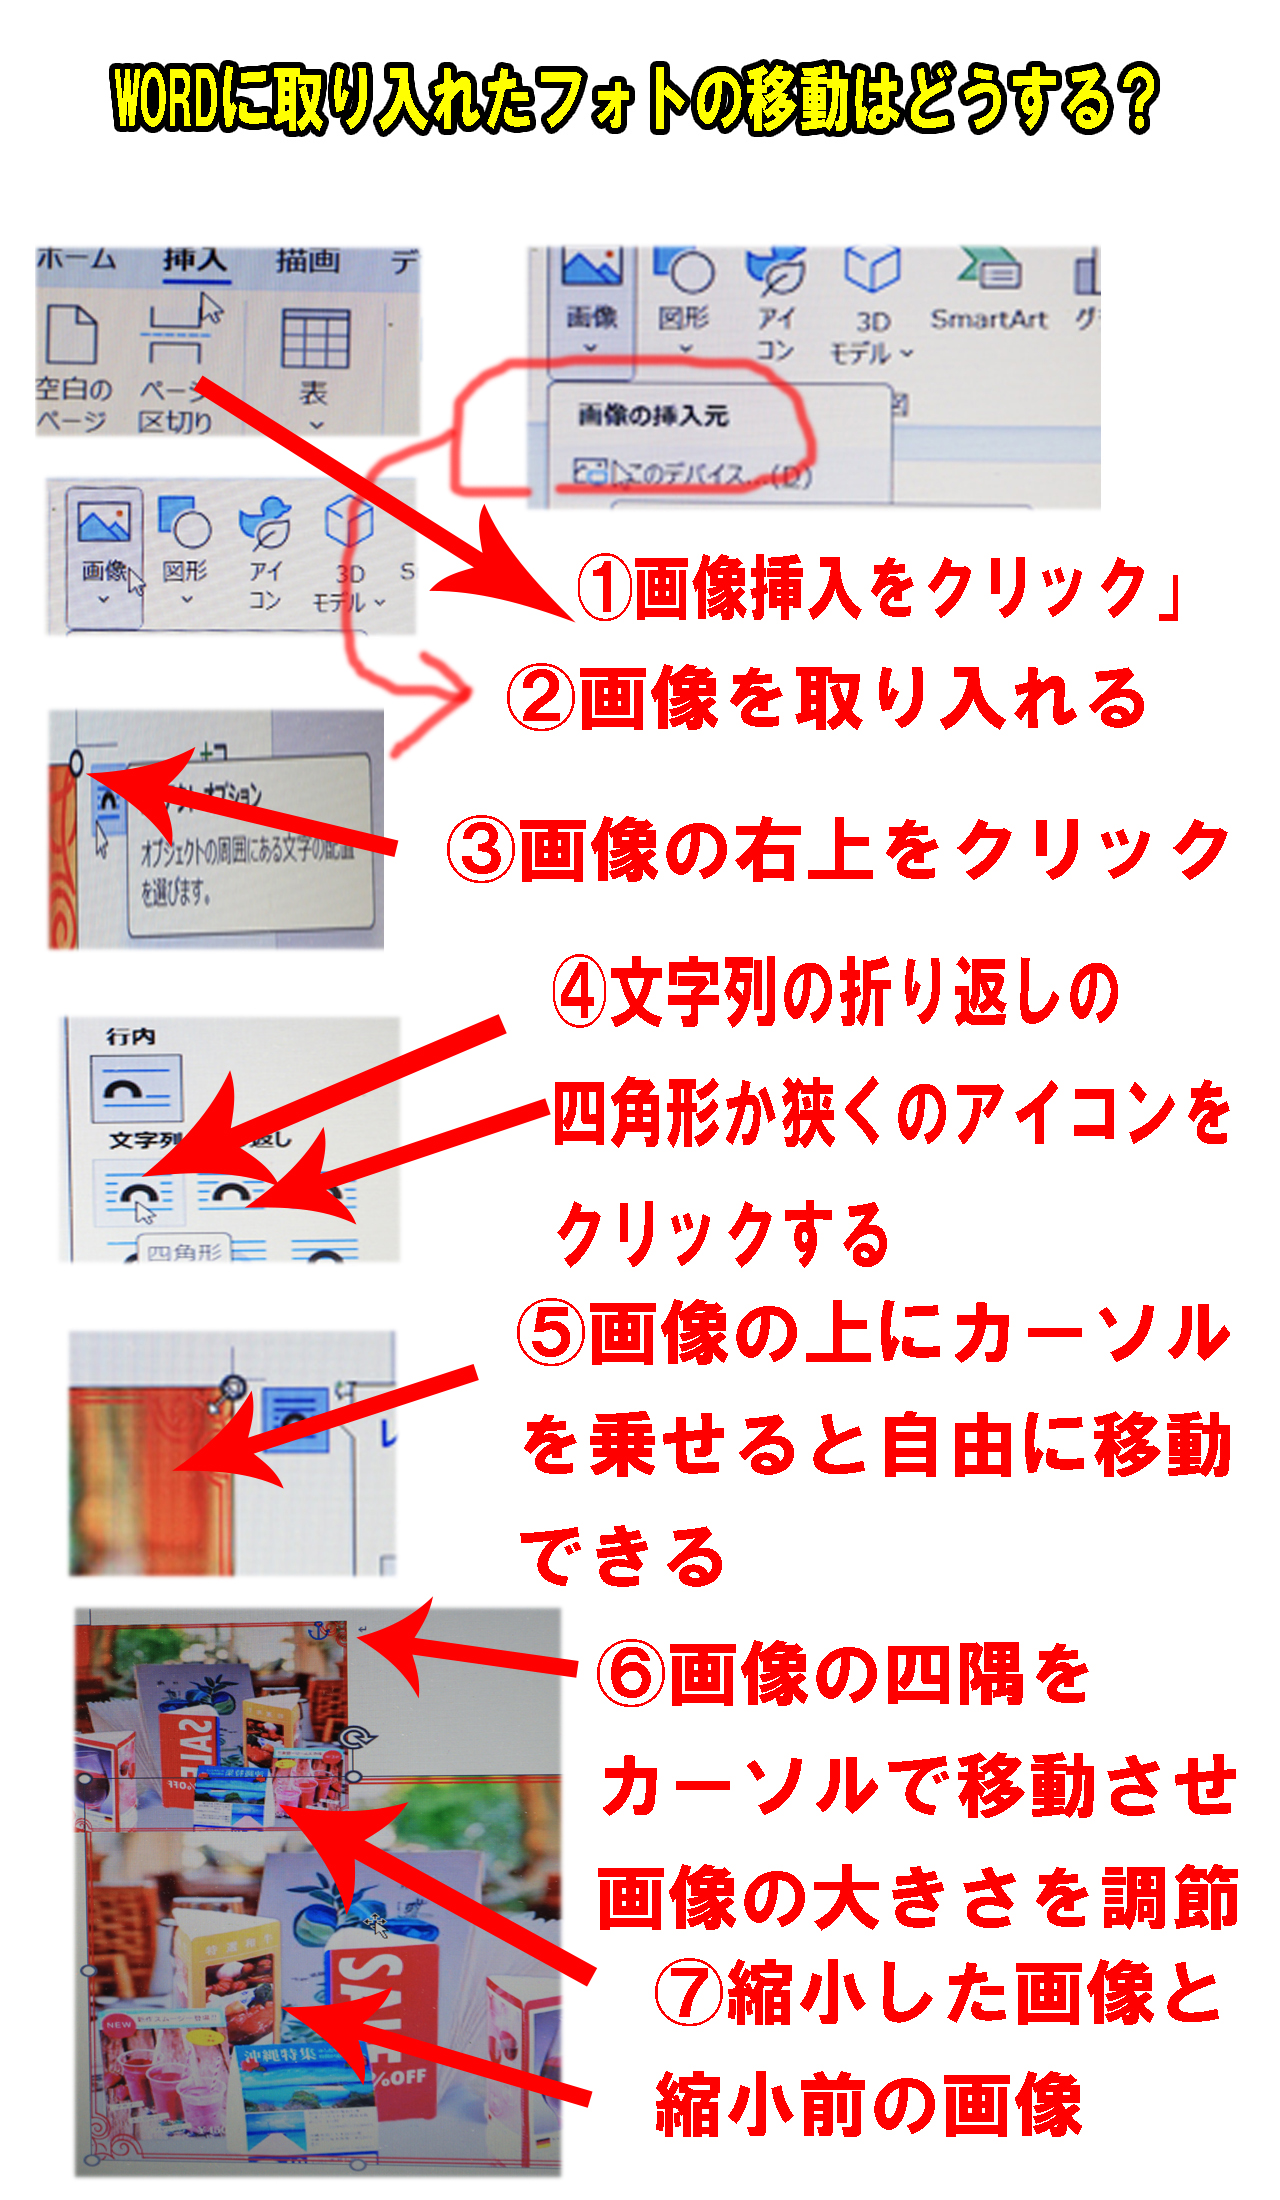 WORDに取り入れたフォトの移動はどうする？
ホーム 挿入 描画 デ
空白の ページ 表
ページ 区切り
画像 図形 アイ 3D SmartArt グ
コン モデル
画像の挿入元
このデバイス...(D)
画像 図形 アイ 3D S
コン モデル
①画像挿入をクリック」
②画像を取り入れる
オプション
オブジェクトの周囲にある文字の配置
を選びます。
③画像の右上をクリック
行内
文字列 返し
四角形
④文字列の折り返しの
四角形か狭くのアイコンを
クリックする
⑤画像の上にカーソル
を乗せると自由に移動
できる
レ
⑥画像の四隅を
カーソルで移動させ
画像の大きさを調節
SALE
%OFF
沖縄特集
⑦縮小した画像と
縮小前の画像
NEW
SALE
%OFF
沖縄特集